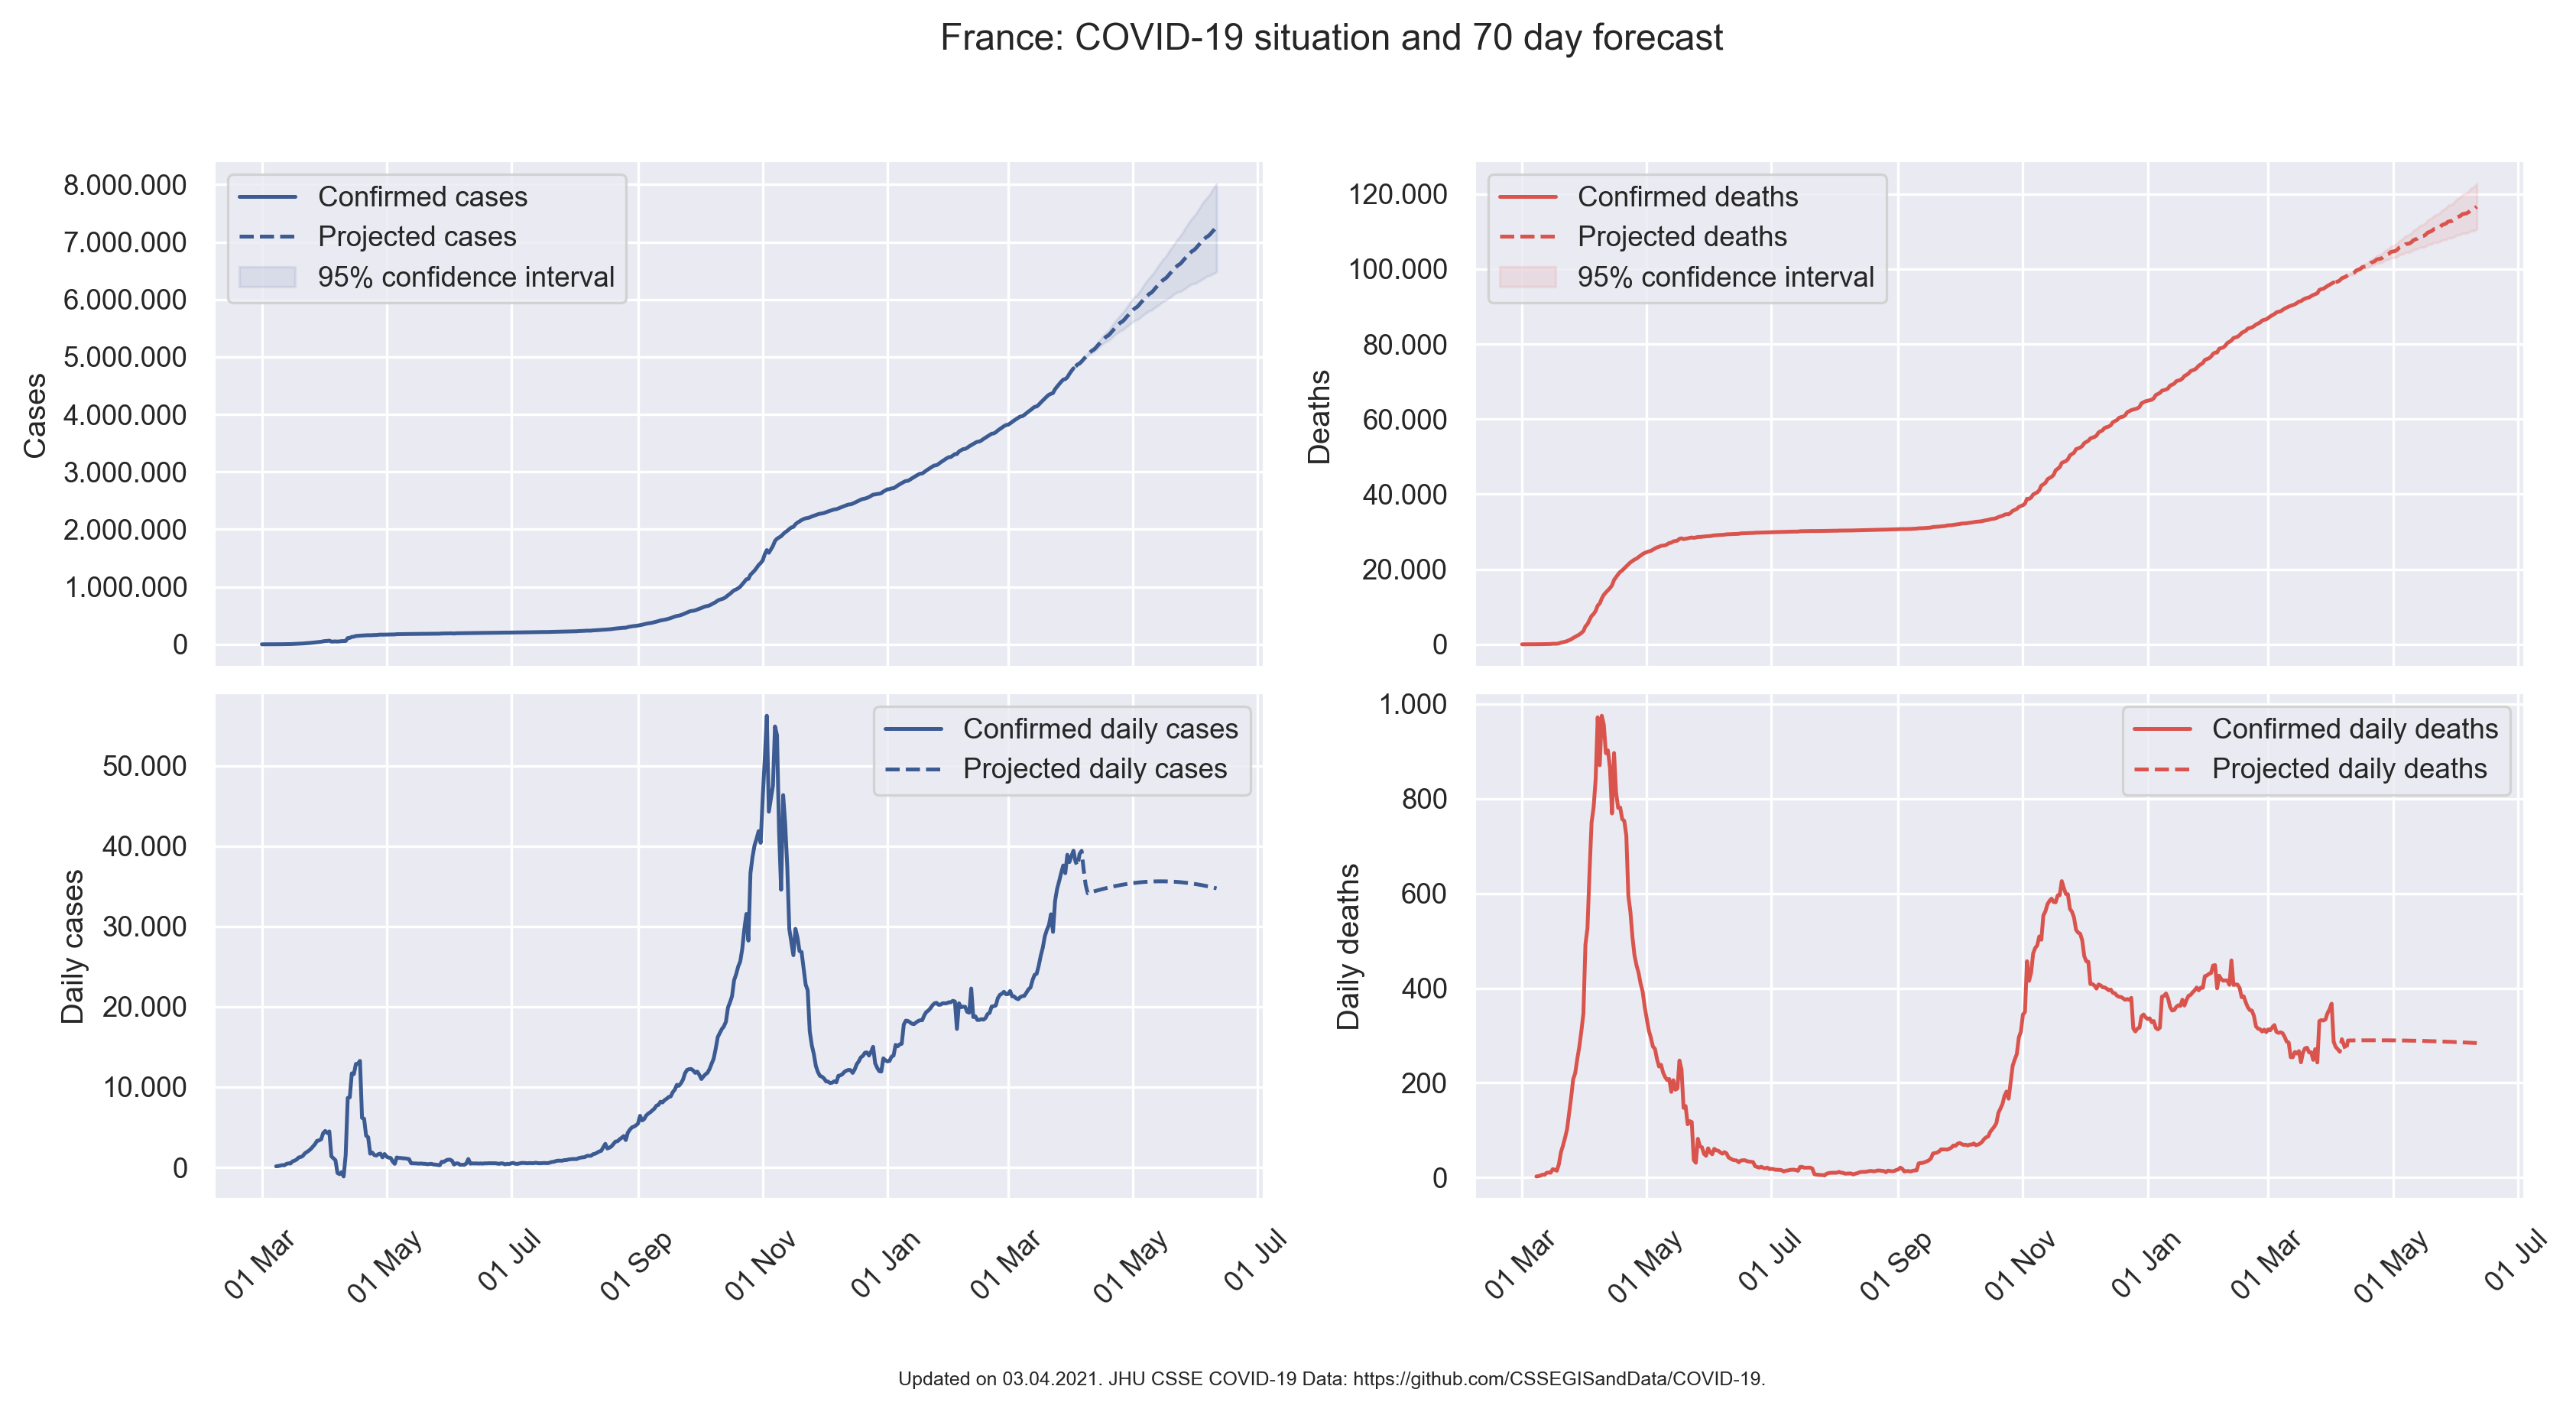 France: COVID-19 situation and 70 day forecast
8.000.000
7.000.000
6.000.000
5.000.000
4.000.000
3.000.000
2.000.000
1.000.000
0
Cases
Confirmed cases
Projected cases
95% confidence interval
120.000
100.000
80.000
60.000
40.000
20.000
0
Deaths
Confirmed deaths
Projected deaths
95% confidence interval
50.000
40.000
30.000
20.000
10.000
0
Daily cases
Confirmed daily cases
Projected daily cases
01 Mar
01 May
01 Jul
01 Sep
01 Nov
01 Jan
01 Mar
01 May
01 Jul
1.000
800
600
400
200
0
Daily deaths
Confirmed daily deaths
Projected daily deaths
01 Mar
01 May
01 Jul
01 Sep
01 Nov
01 Jan
01 Mar
01 May
01 Jul
Updated on 03.04.2021. JHU CSSE COVID-19 Data: https://github.com/CSSEGISandData/COVID-19.